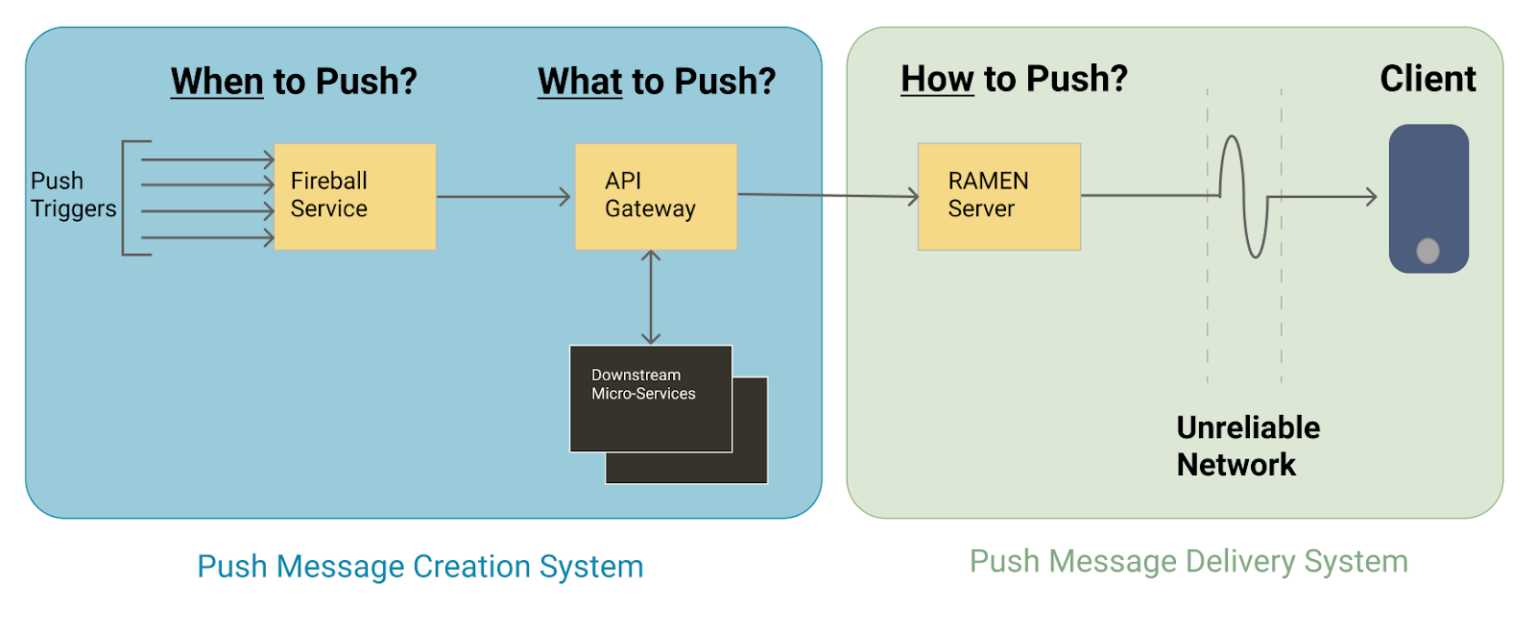 When to Push?
What to Push?
How to Push?
Client
Push
Triggers
Fireball
Service
API
Gateway
RAMEN
Server
Downstream
Micro-Services
Unreliable
Network
Push Message Creation System
Push Message Delivery System